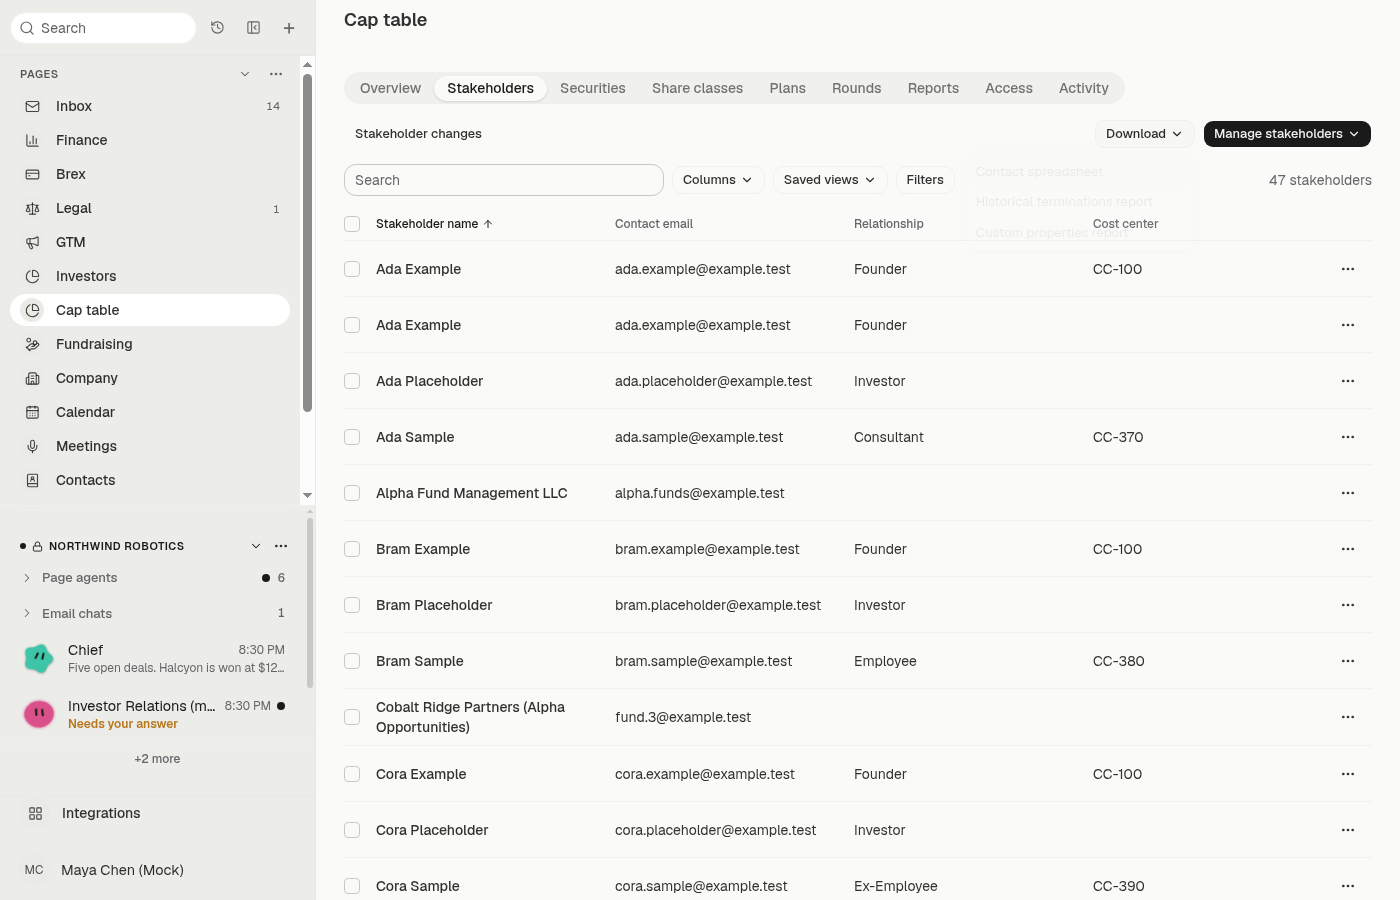 Search
PAGES
Inbox 14
Finance
Brex
Legal 1
GTM
Investors
Cap table
Fundraising
Company
Calendar
Meetings
Contacts
NORTHWIND ROBOTICS
Page agents 6
Email chats 1
Chief 8:30 PM
Five open deals. Halcyon is won at $12...
Investor Relations (m... 8:30 PM
Needs your answer
+2 more
Integrations
MC Maya Chen (Mock)
Cap table
Overview Stakeholders Securities Share classes Plans Rounds Reports Access Activity
Stakeholder changes Download Manage stakeholders
Search Columns Saved views Filters 47 stakeholders
Contact spreadsheet
Historical terminations report
Custom properties report
Stakeholder name Contact email Relationship Cost center
Ada Example ada.example@example.test Founder CC-100
Ada Example ada.example@example.test Founder
Ada Placeholder ada.placeholder@example.test Investor
Ada Sample ada.sample@example.test Consultant CC-370
Alpha Fund Management LLC alpha.funds@example.test
Bram Example bram.example@example.test Founder CC-100
Bram Placeholder bram.placeholder@example.test Investor
Bram Sample bram.sample@example.test Employee CC-380
Cobalt Ridge Partners (Alpha
Opportunities) fund.3@example.test
Cora Example cora.example@example.test Founder CC-100
Cora Placeholder cora.placeholder@example.test Investor
Cora Sample cora.sample@example.test Ex-Employee CC-390